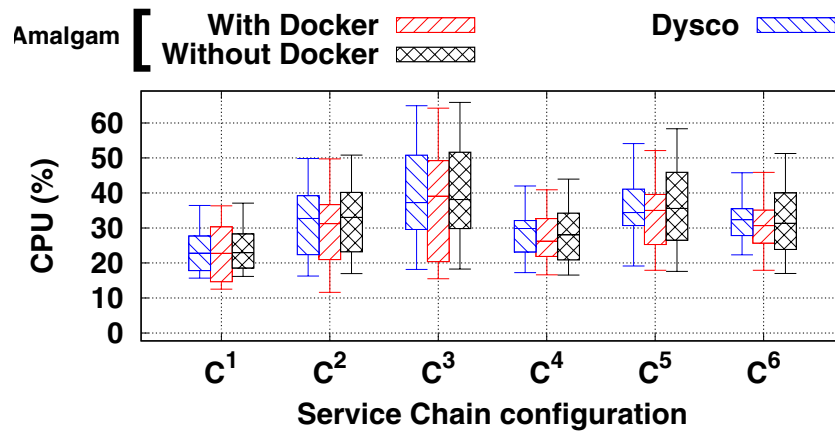 Amalgam [ With Docker Dysco
Without Docker
CPU (%)
60
50
40
30
20
10
0
C¹ C² C³ C⁴ C⁵ C⁶
Service Chain configuration